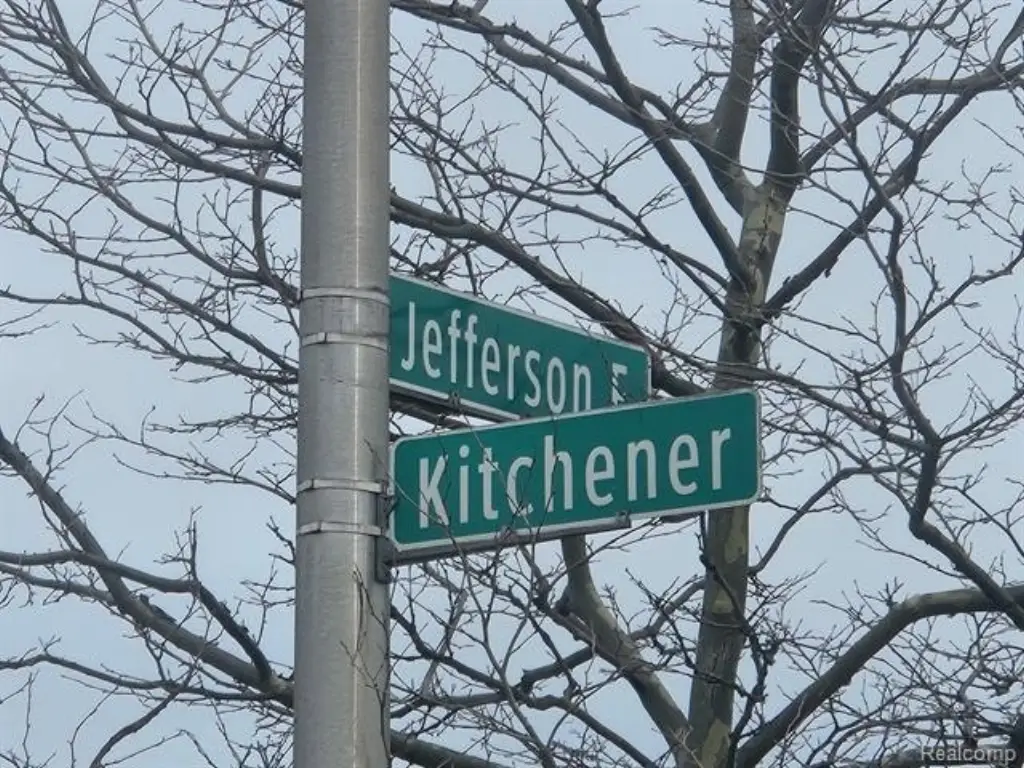 Jefferson E
Kitchener
Realcomp